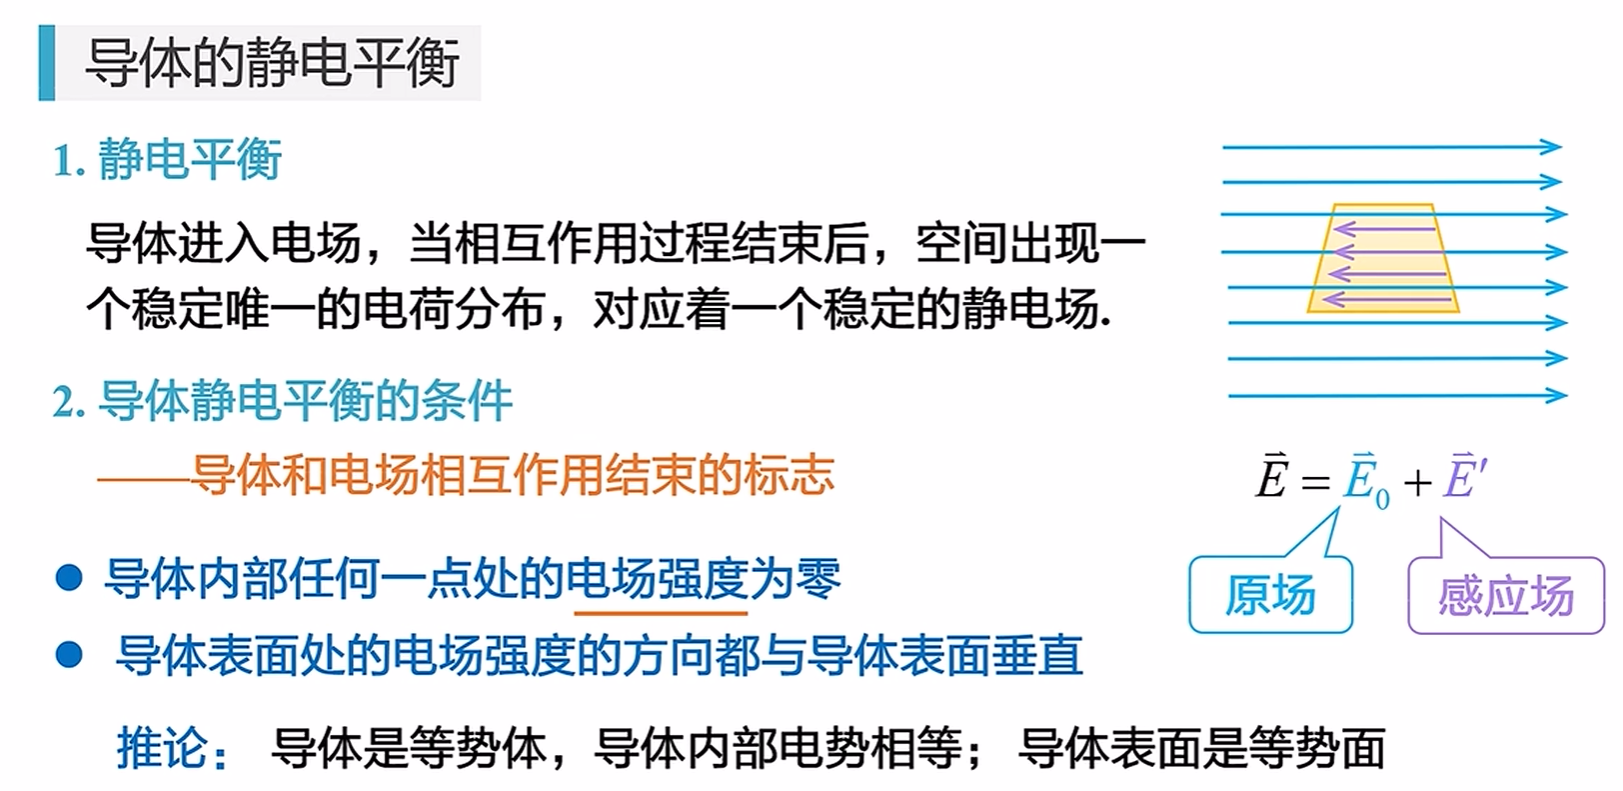 导体的静电平衡
1. 静电平衡
导体进入电场，当相互作用过程结束后，空间出现一
个稳定唯一的电荷分布，对应着一个稳定的静电场.
2. 导体静电平衡的条件
——导体和电场相互作用结束的标志
● 导体内部任何一点处的电场强度为零
● 导体表面处的电场强度的方向都与导体表面垂直
推论： 导体是等势体，导体内部电势相等； 导体表面是等势面
$\vec{E} = \vec{E}_0 + \vec{E}'$
原场
感应场